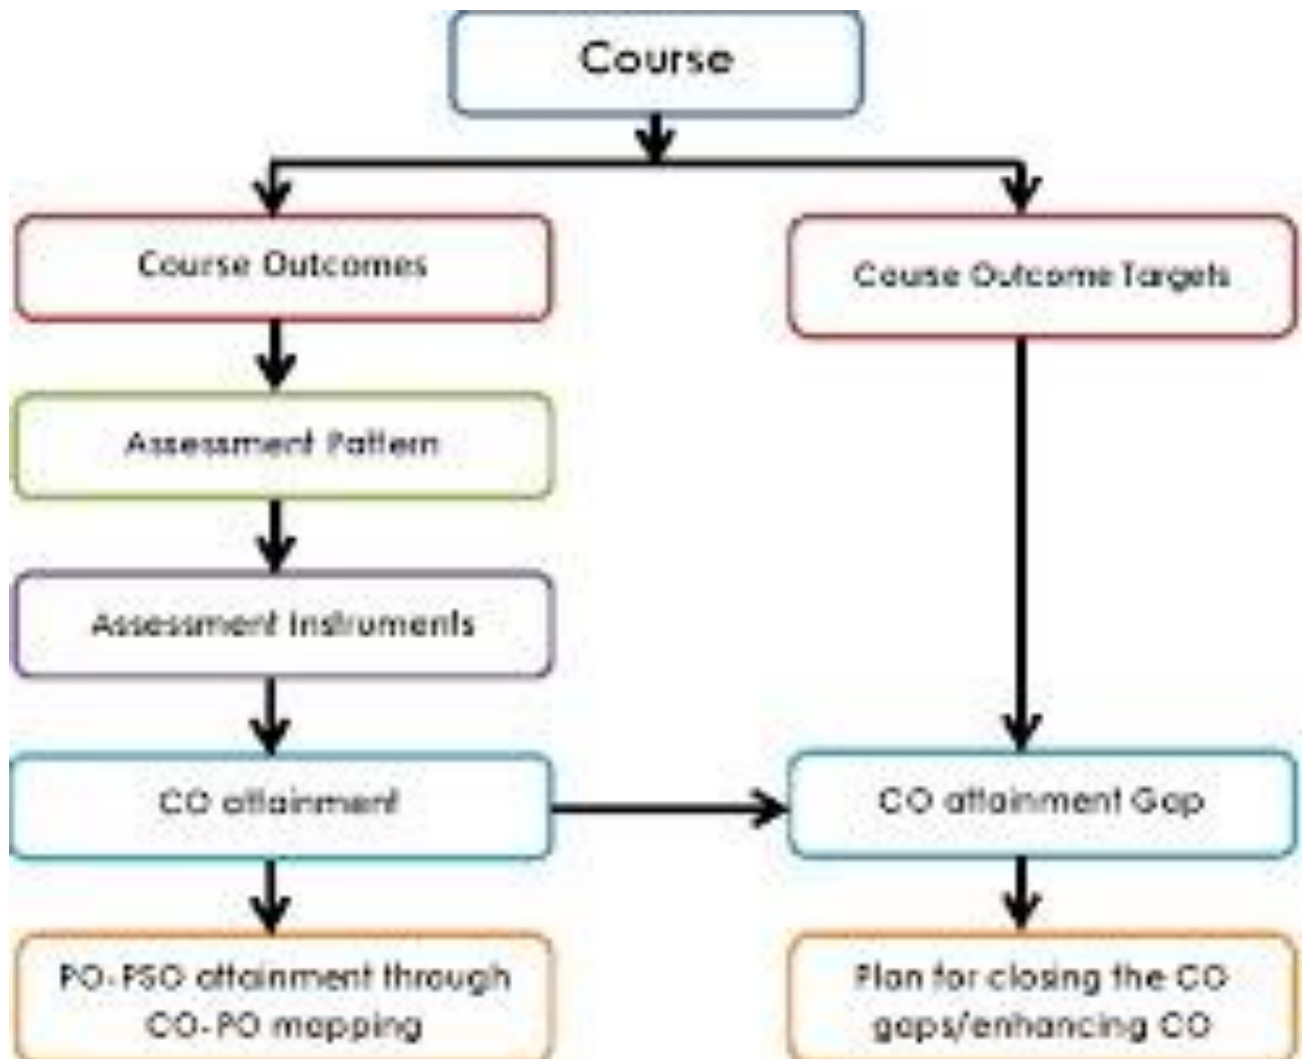 Course
Course Outcomes
Course Outcome Targets
Assessment Pattern
Assessment Instruments
CO attainment
CO attainment Gap
PO-PSO attainment through
CO-PO mapping
Plan for closing the CO
gaps/enhancing CO